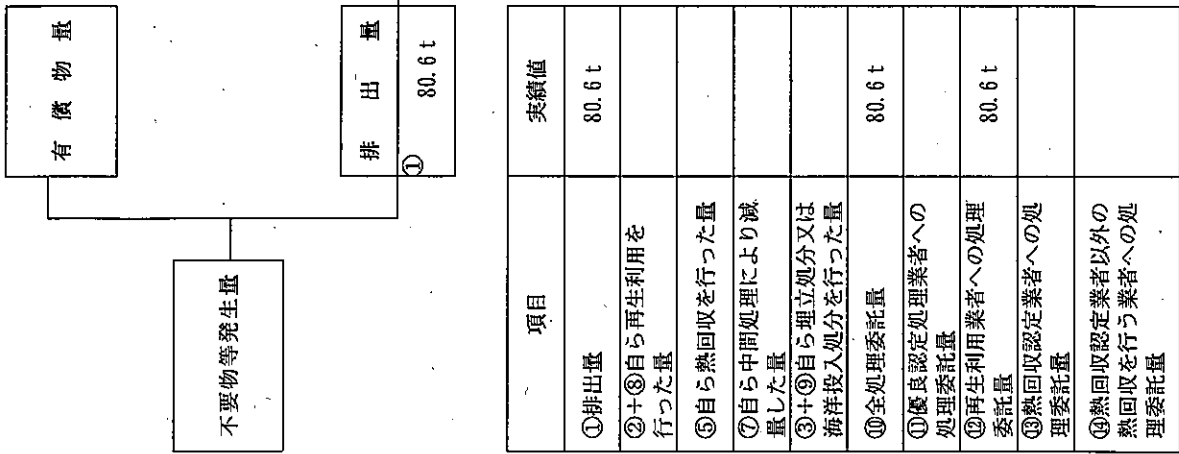 不要物等発生量
有償物量
排出量
①
80.6 t
項目
実績値
①排出量
80.6 t
②+⑧自ら再生利用を
行った量
⑤自ら熱回収を行った量
⑦自ら中間処理により減
量した量
③+⑨自ら埋立処分又は
海洋投入処分を行った量
⑩全処理委託量
80.6 t
⑪優良認定処理業者への
処理委託量
⑫再生利用業者への処理
委託量
80.6 t
⑬熱回収認定業者への処
理委託量
⑭熱回収認定業者以外の
熱回収を行う業者への処
理委託量